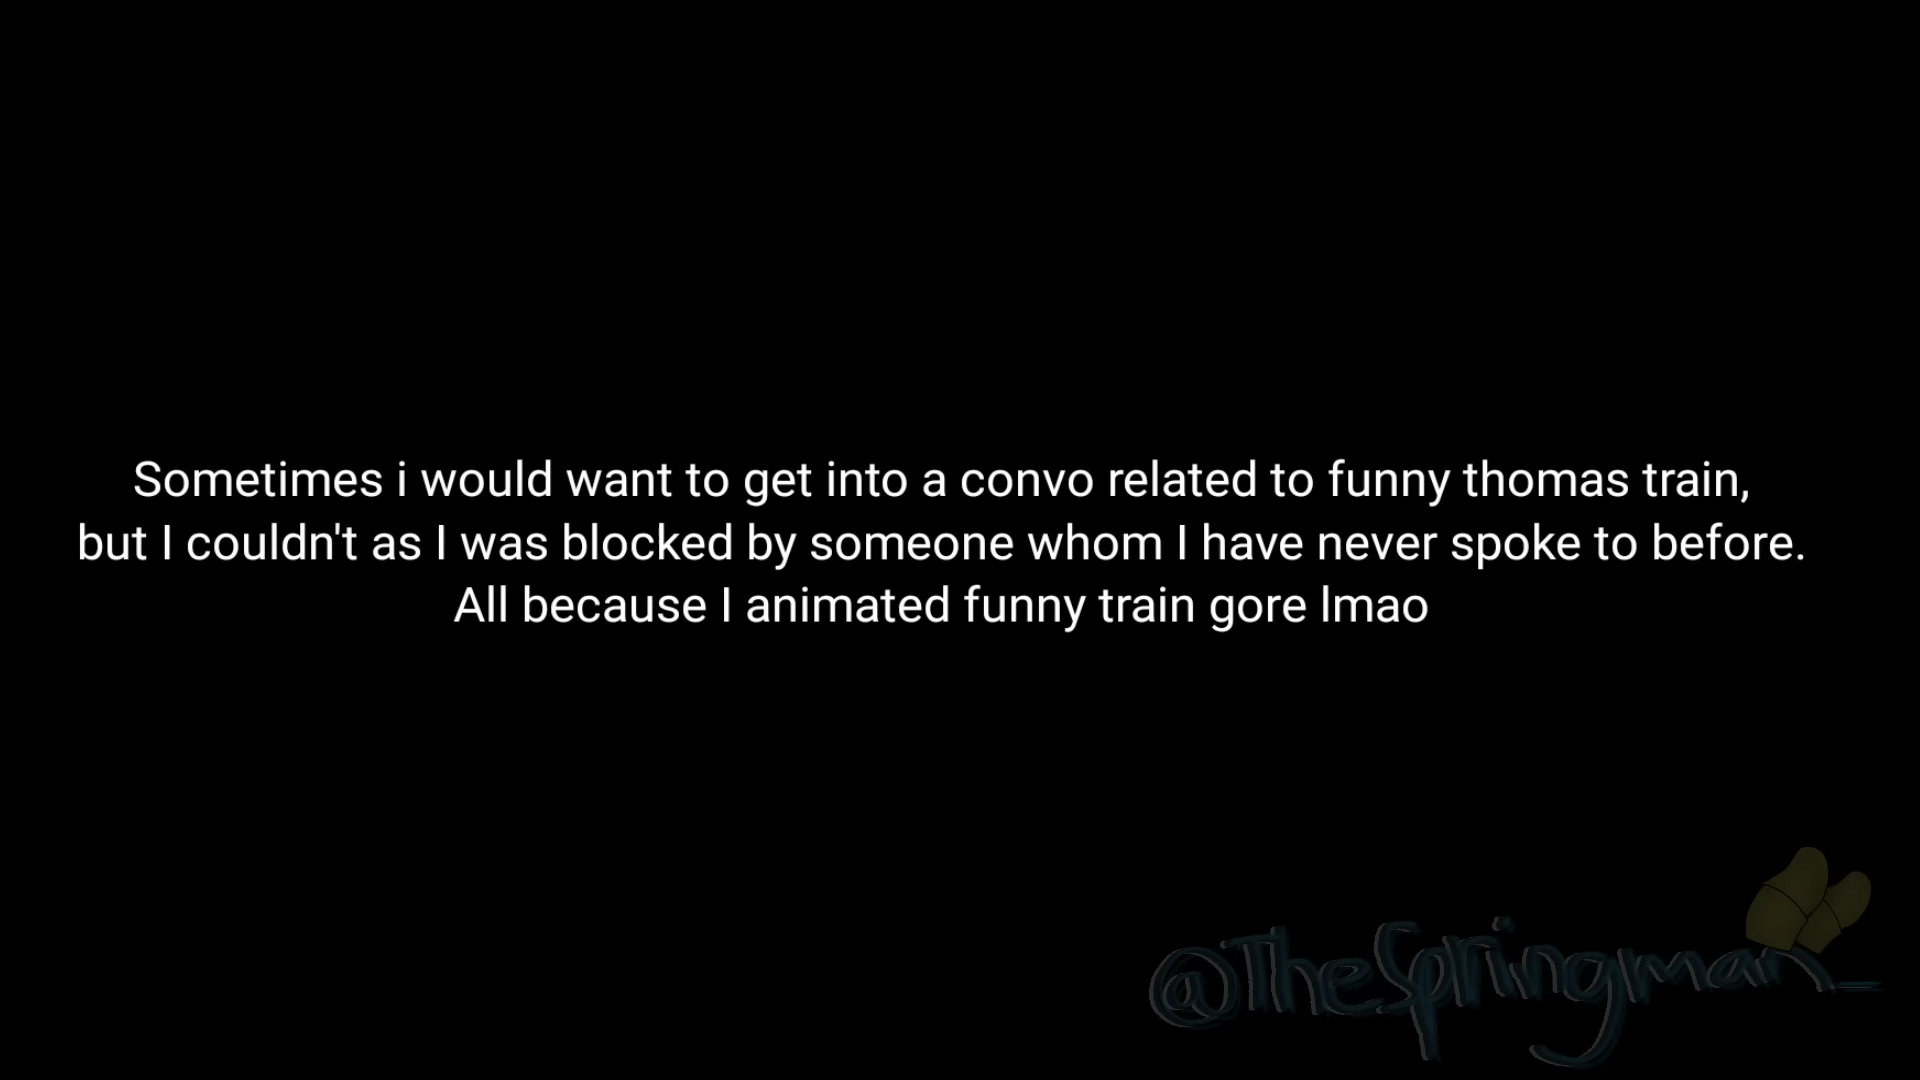 Sometimes i would want to get into a convo related to funny thomas train,
but I couldn't as I was blocked by someone whom I have never spoke to before.
All because I animated funny train gore lmao
@TheSpringman_